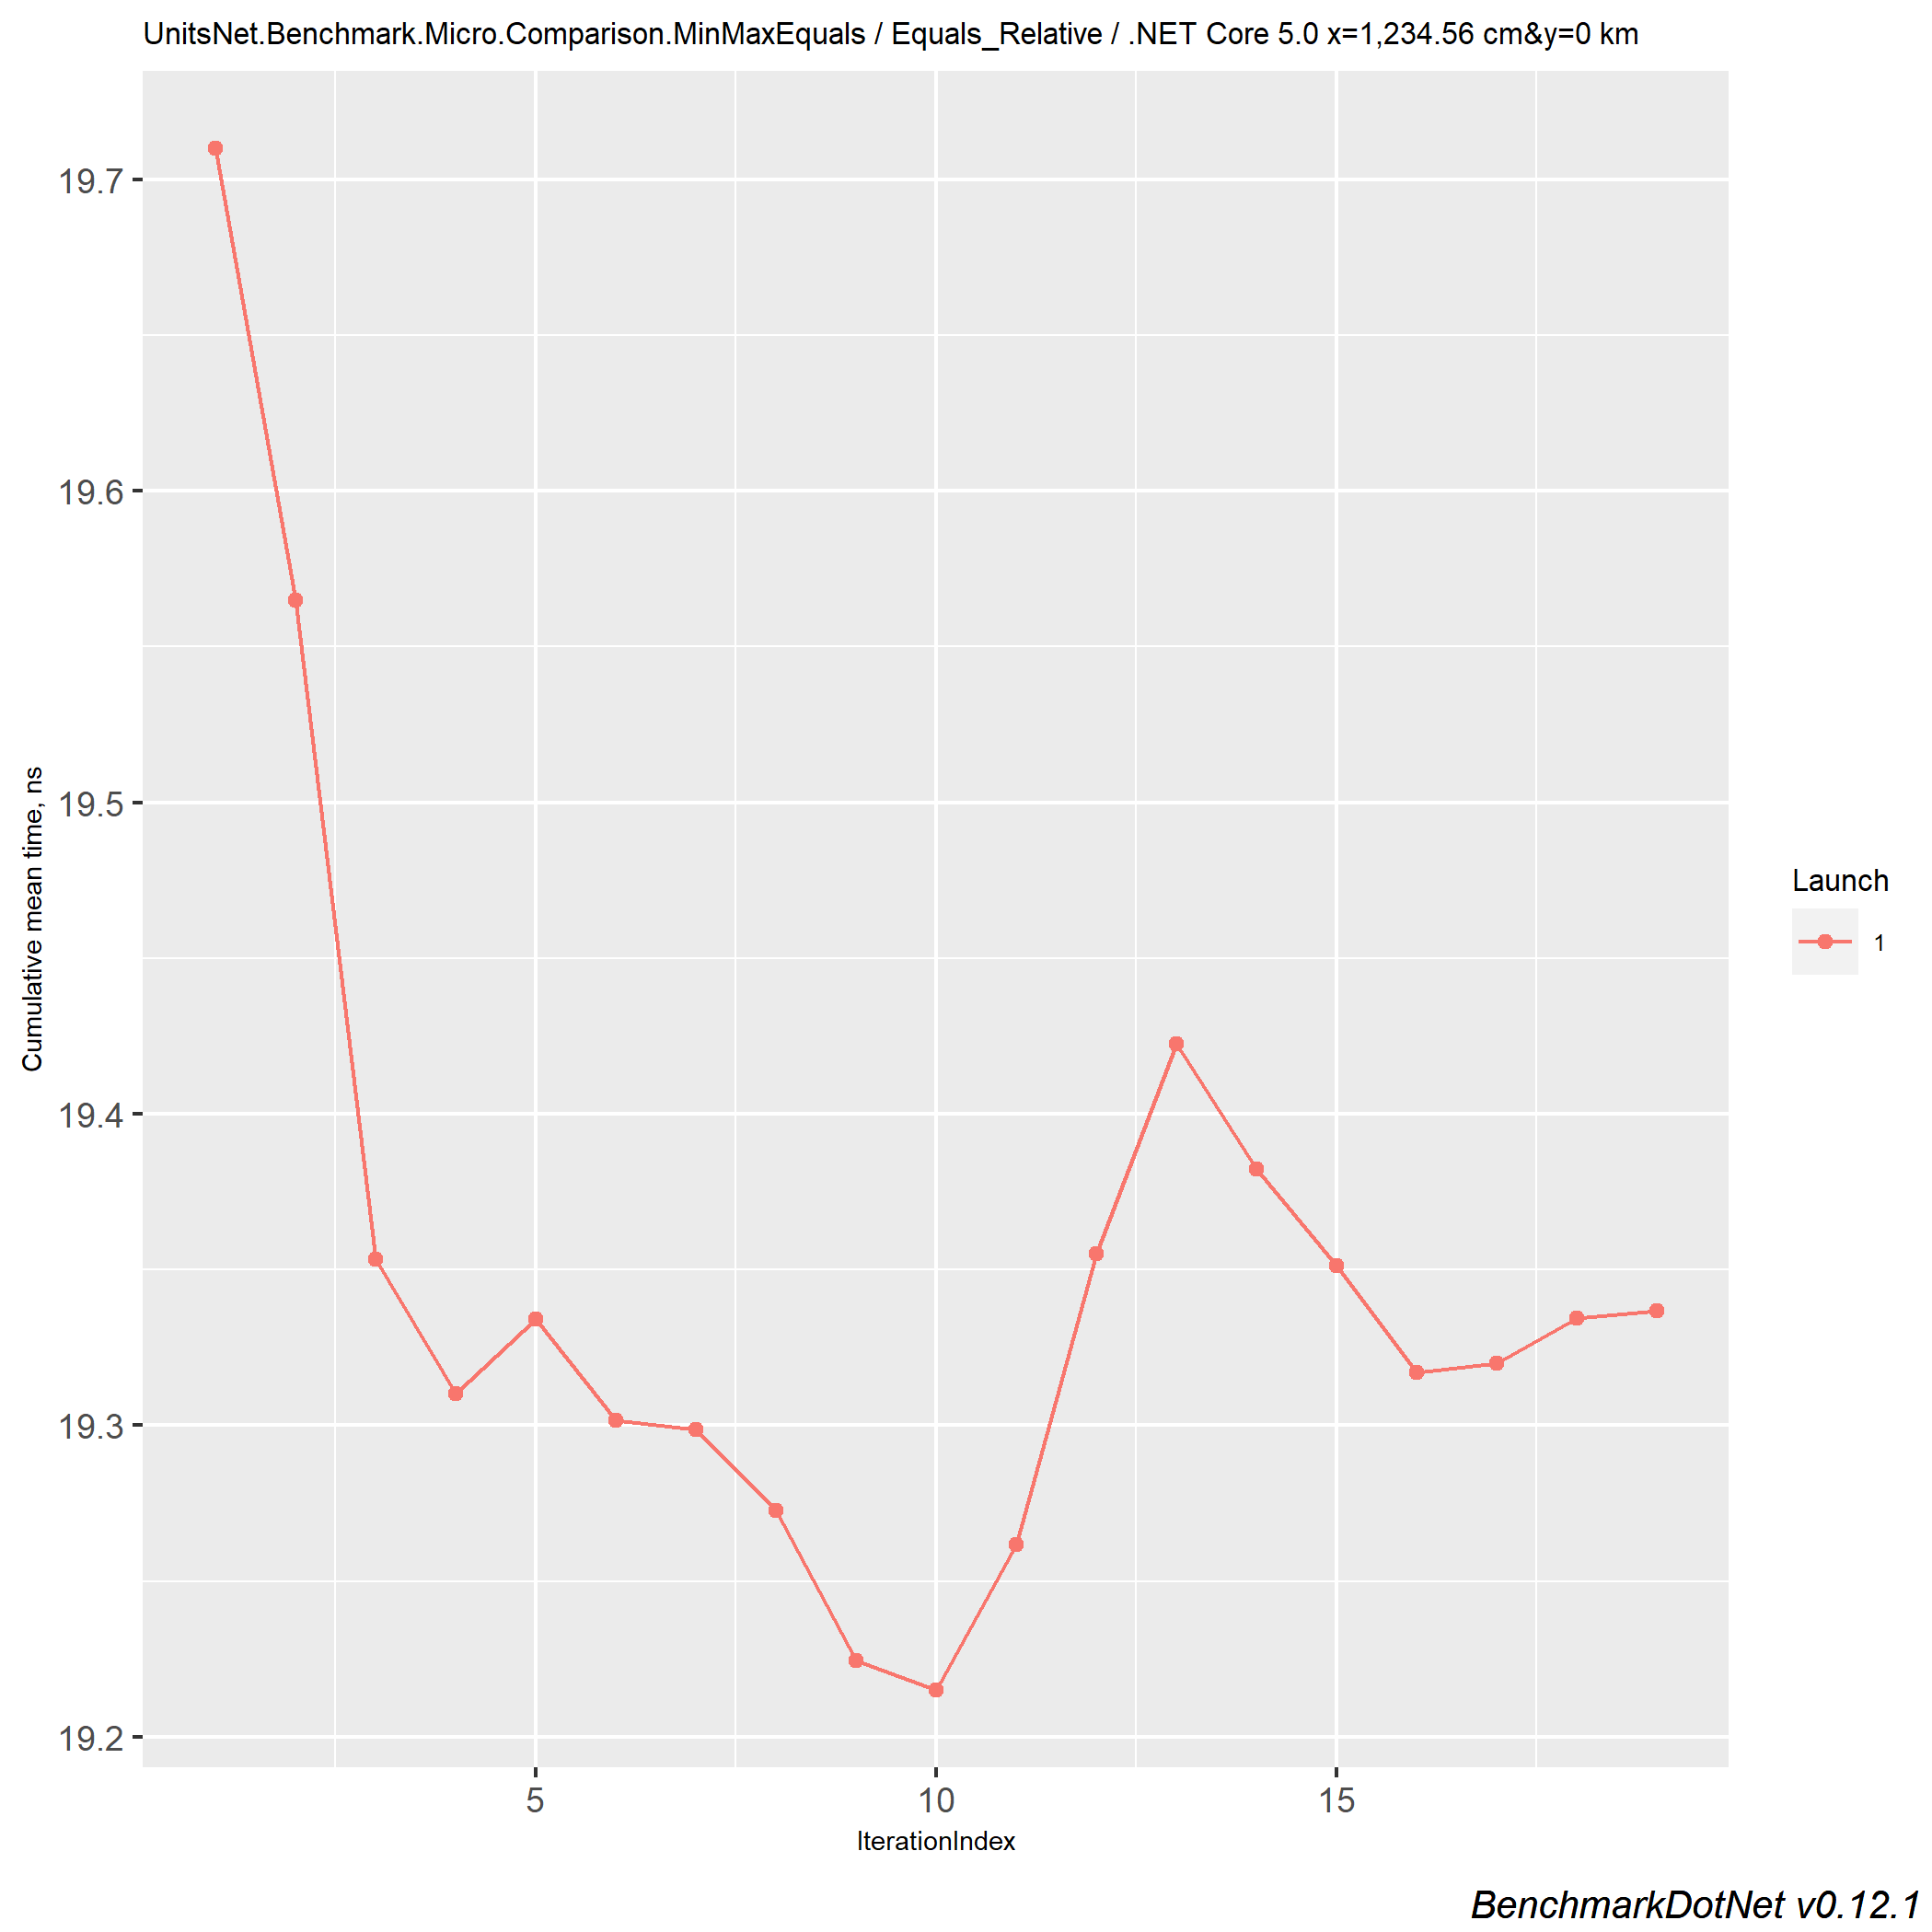 UnitsNet.Benchmark.Micro.Comparison.MinMaxEquals / Equals_Relative / .NET Core 5.0 x=1,234.56 cm&y=0 km
19.7
19.6
19.5
19.4
19.3
19.2
Cumulative mean time, ns
5
10
15
IterationIndex
Launch
1
BenchmarkDotNet v0.12.1